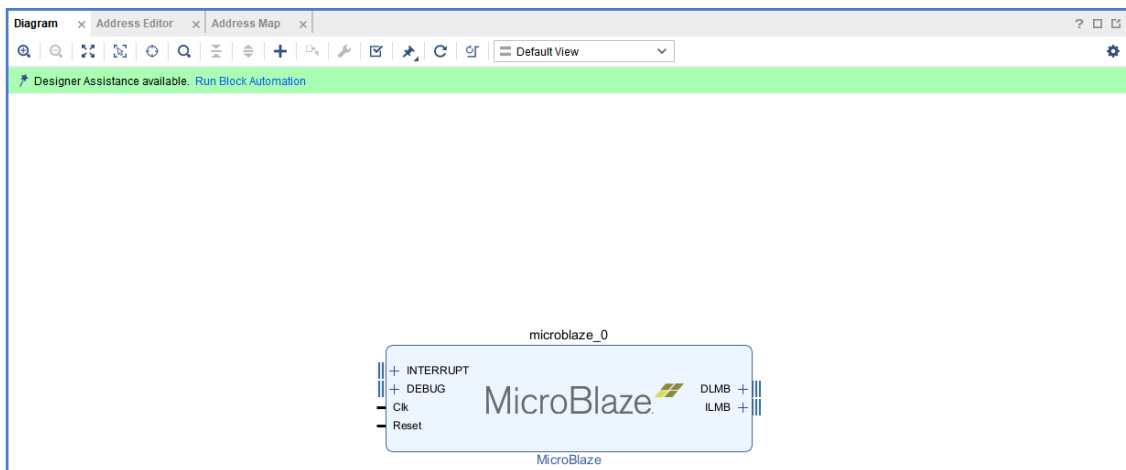 Diagram × Address Editor × Address Map × ?
Default View
Designer Assistance available. Run Block Automation
microblaze_0
INTERRUPT
DEBUG
Clk
Reset
MicroBlaze
DLMB
ILMB
MicroBlaze